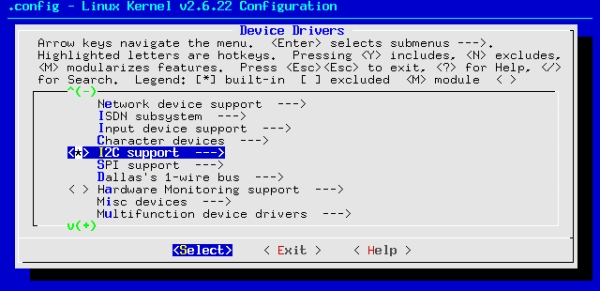 .config - Linux Kernel v2.6.22 Configuration
Device Drivers
Arrow keys navigate the menu. <Enter> selects submenus --->.
Highlighted letters are hotkeys. Pressing <Y> includes, <N> excludes,
<M> modularizes features. Press <Esc><Esc> to exit, <?> for Help, </>
for Search. Legend: [*] built-in [ ] excluded <M> module < >
^(-)
Network device support --->
ISDN subsystem --->
Input device support --->
Character devices --->
<*> I2C support --->
SPI support --->
Dallas's 1-wire bus --->
< > Hardware Monitoring support --->
Misc devices --->
Multifunction device drivers --->
v(+)
<Select> < Exit > < Help >